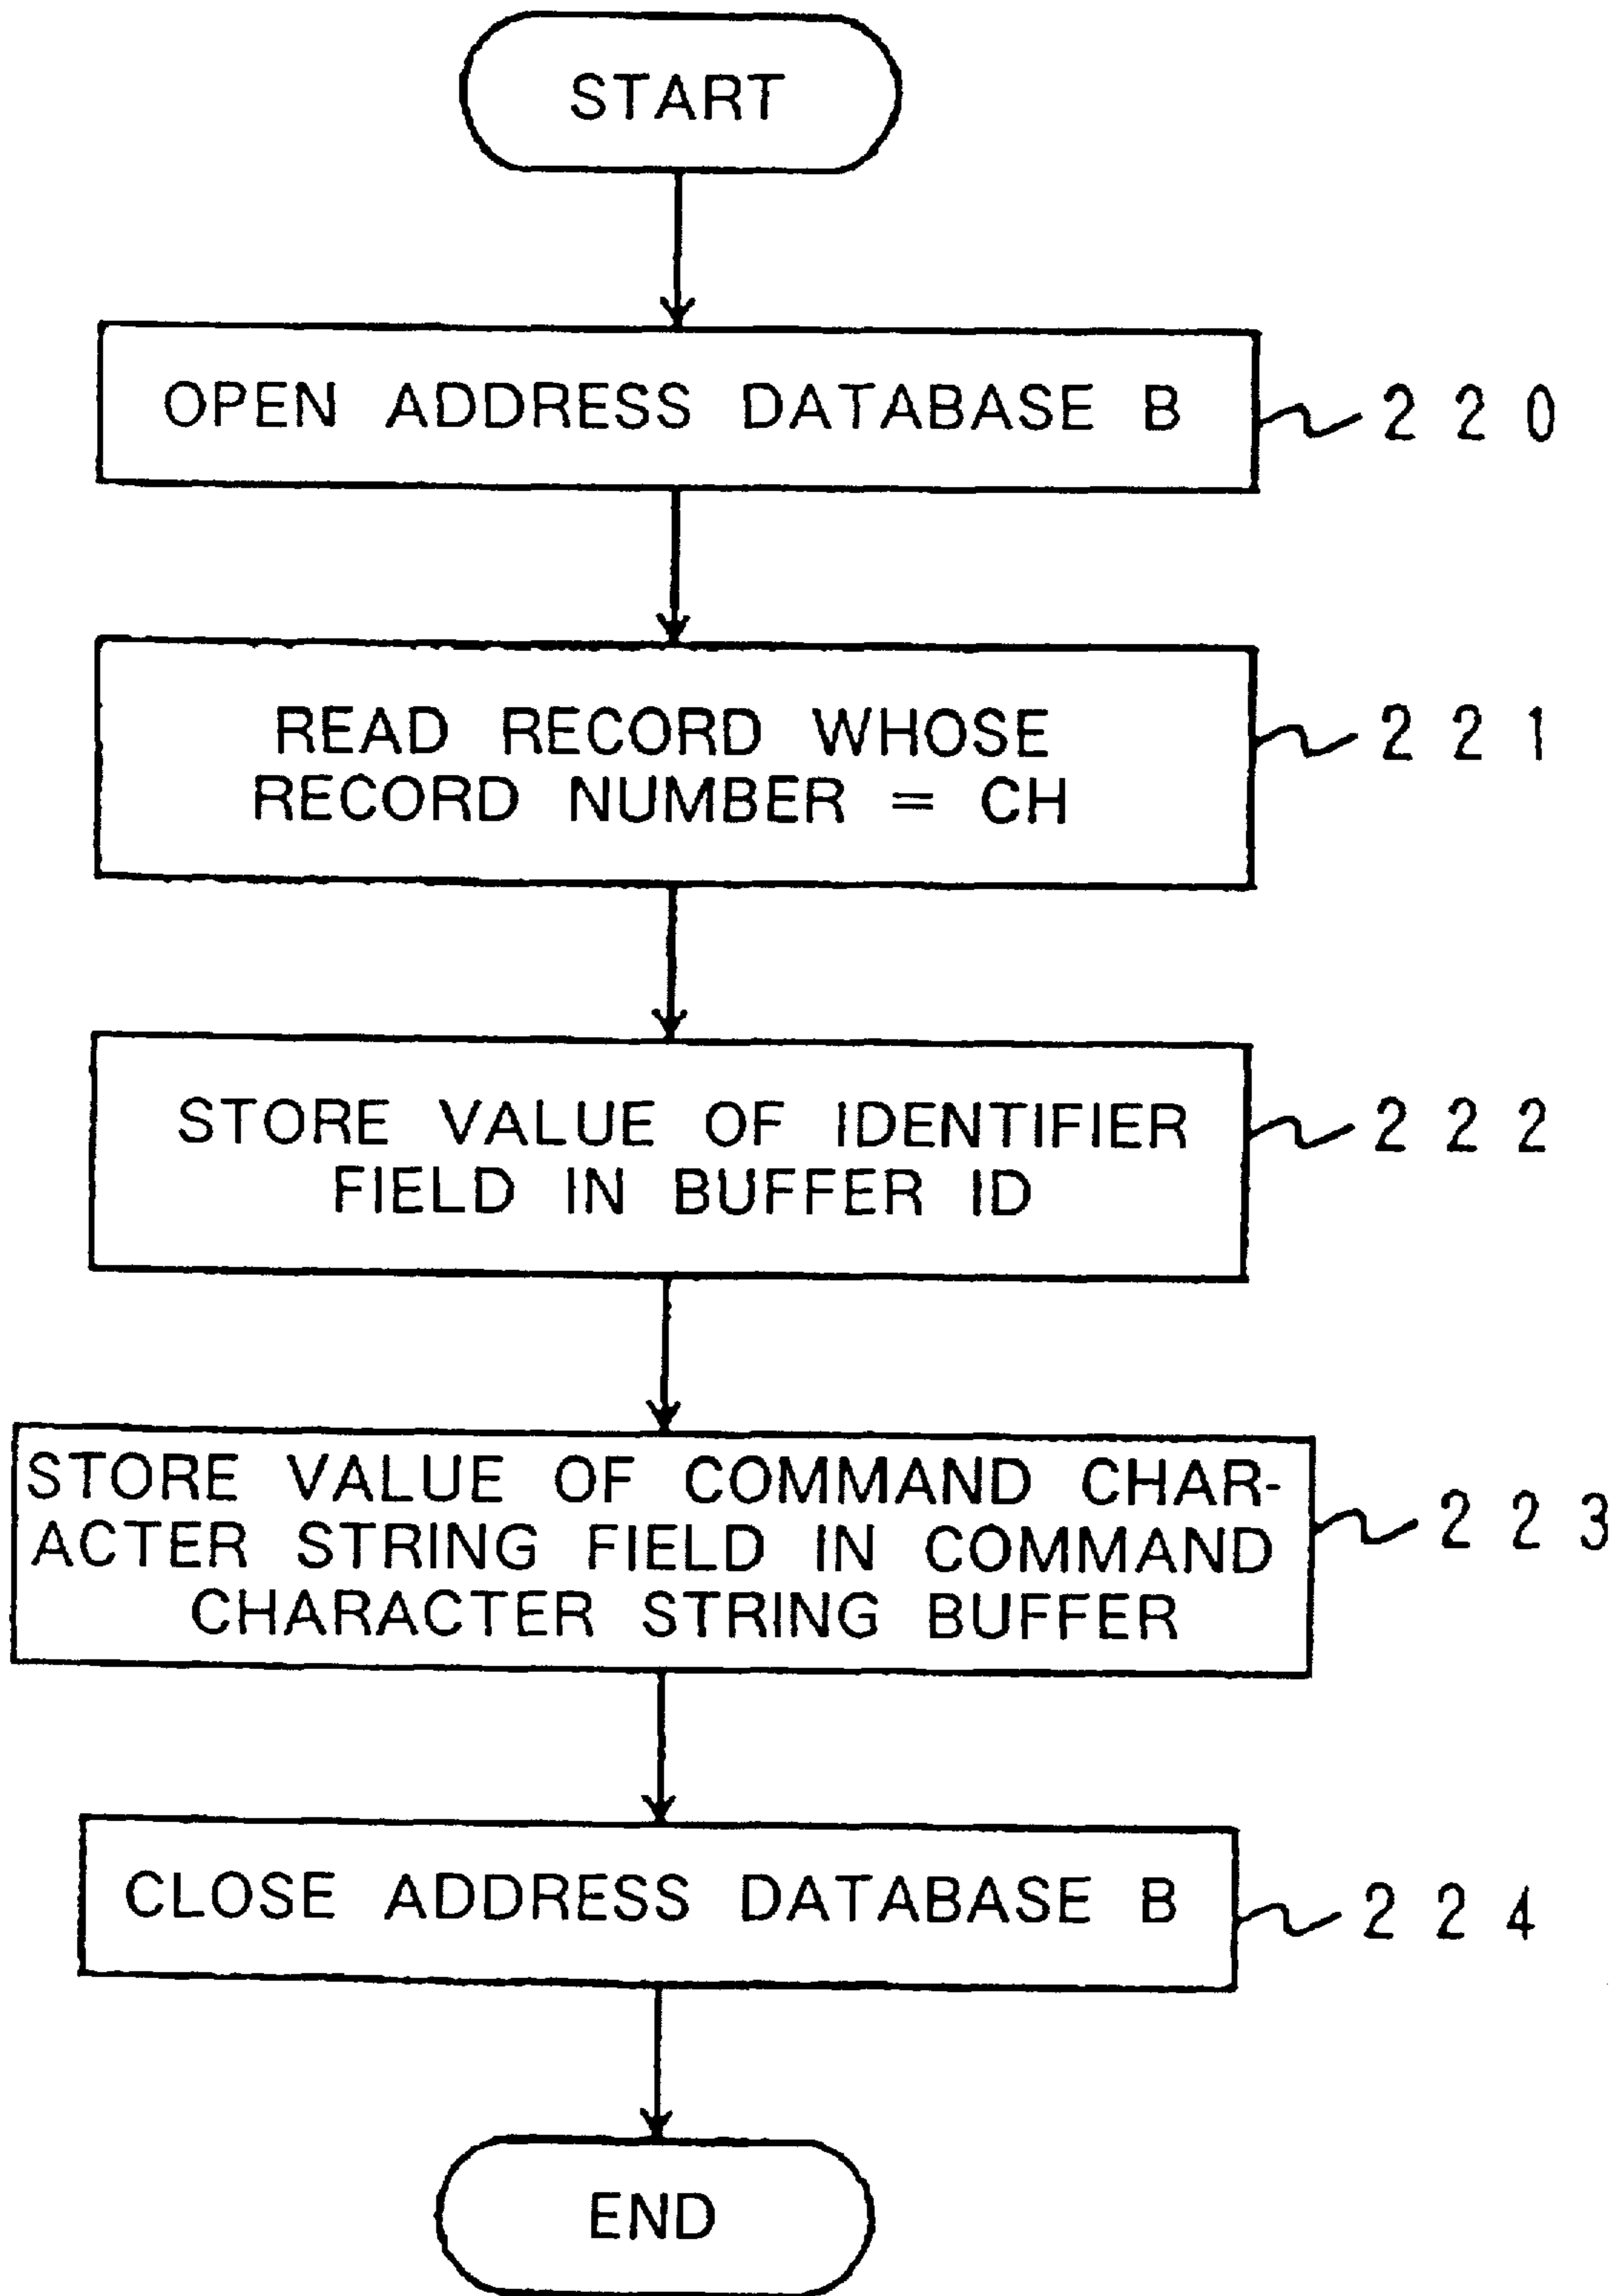 START
OPEN ADDRESS DATABASE B
220
READ RECORD WHOSE
RECORD NUMBER = CH
221
STORE VALUE OF IDENTIFIER
FIELD IN BUFFER ID
222
STORE VALUE OF COMMAND CHAR-
ACTER STRING FIELD IN COMMAND
CHARACTER STRING BUFFER
223
CLOSE ADDRESS DATABASE B
224
END